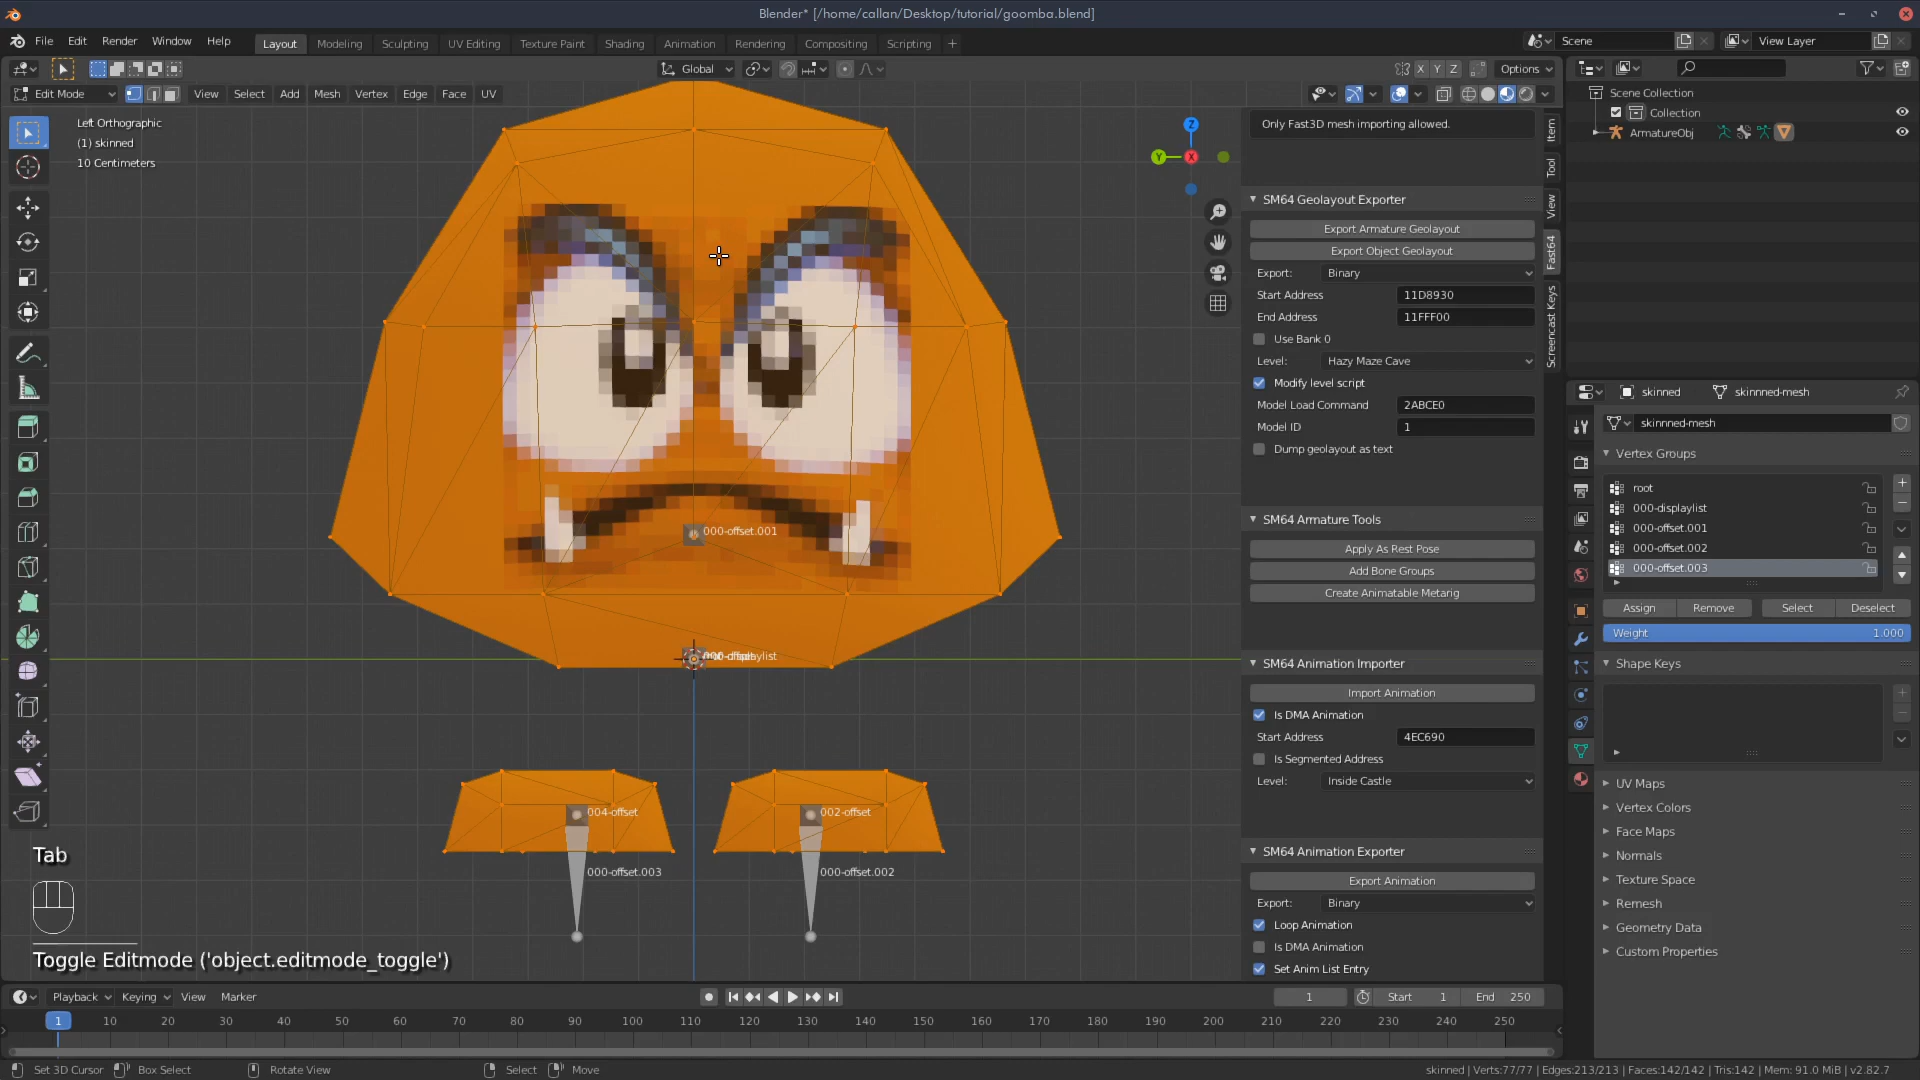 Blender* [/home/callan/Desktop/tutorial/goomba.blend]
File Edit Render Window Help
Layout Modeling Sculpting UV Editing Texture Paint Shading Animation Rendering Compositing Scripting +
Scene
View Layer
Global
X Y Z
Options
Edit Mode
View Select Add Mesh Vertex Edge Face UV
Left Orthographic
(1) skinned
10 Centimeters
Z
Y
X
000-offset.001
004-offset
002-offset
000-offset.003
000-offset.002
Tab
Toggle Editmode ('object.editmode_toggle')
Only Fast3D mesh importing allowed.
SM64 Geolayout Exporter
Export Armature Geolayout
Export Object Geolayout
Export: Binary
Start Address 11D8930
End Address 11FFF00
Use Bank 0
Level: Hazy Maze Cave
Modify level script
Model Load Command 2ABCE0
Model ID 1
Dump geolayout as text
SM64 Armature Tools
Apply As Rest Pose
Add Bone Groups
Create Animatable Metarig
SM64 Animation Importer
Import Animation
Is DMA Animation
Start Address 4EC690
Is Segmented Address
Level: Inside Castle
SM64 Animation Exporter
Export Animation
Export: Binary
Loop Animation
Is DMA Animation
Set Anim List Entry
Item
Tool
View
Fast64
Screencast Keys
Scene Collection
Collection
ArmatureObj
skinned skinnned-mesh
skinnned-mesh
Vertex Groups
root
000-displaylist
000-offset.001
000-offset.002
000-offset.003
Assign Remove Select Deselect
Weight 1.000
Shape Keys
UV Maps
Vertex Colors
Face Maps
Normals
Texture Space
Remesh
Geometry Data
Custom Properties
Playback Keying View Marker
1 Start 1 End 250
1 10 20 30 40 50 60 70 80 90 100 110 120 130 140 150 160 170 180 190 200 210 220 230 240 250
Set 3D Cursor Box Select Rotate View Select Move
skinned | Verts:77/77 | Edges:213/213 | Faces:142/142 | Tris:142 | Mem: 91.0 MiB | v2.82.7